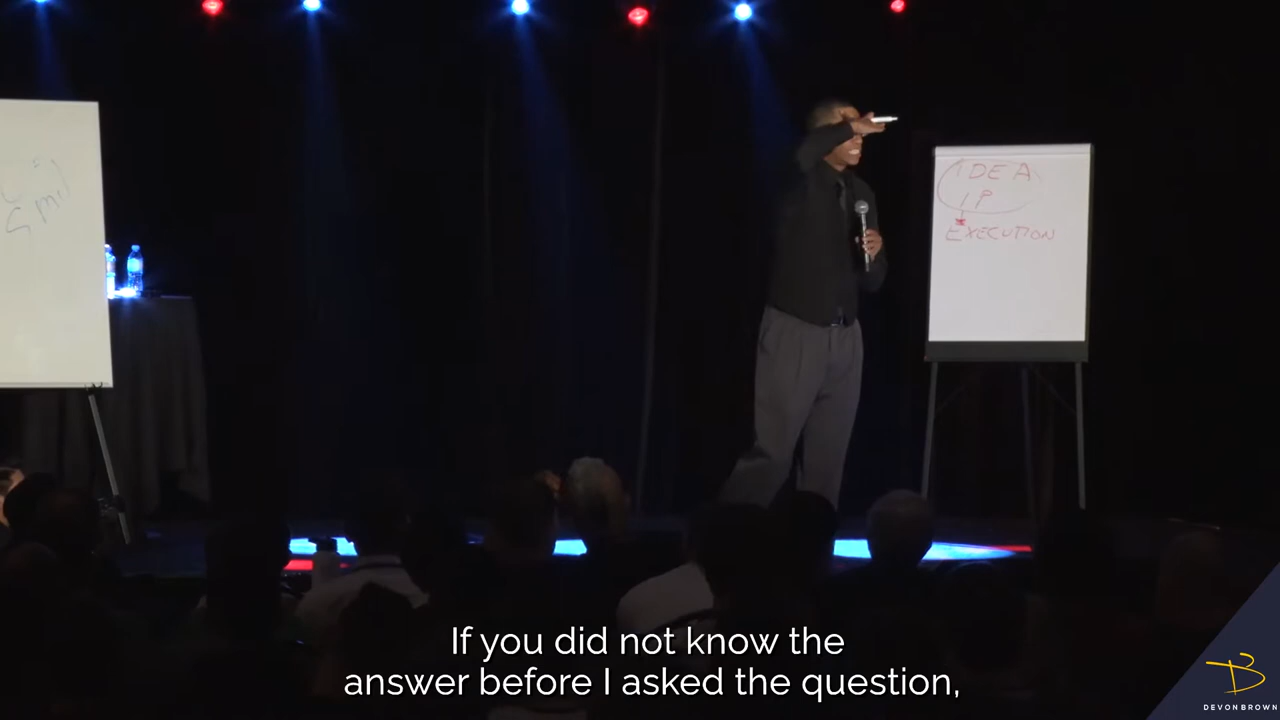 IDEA
IP
EXECUTION
If you did not know the
answer before I asked the question,
DEVON BROWN